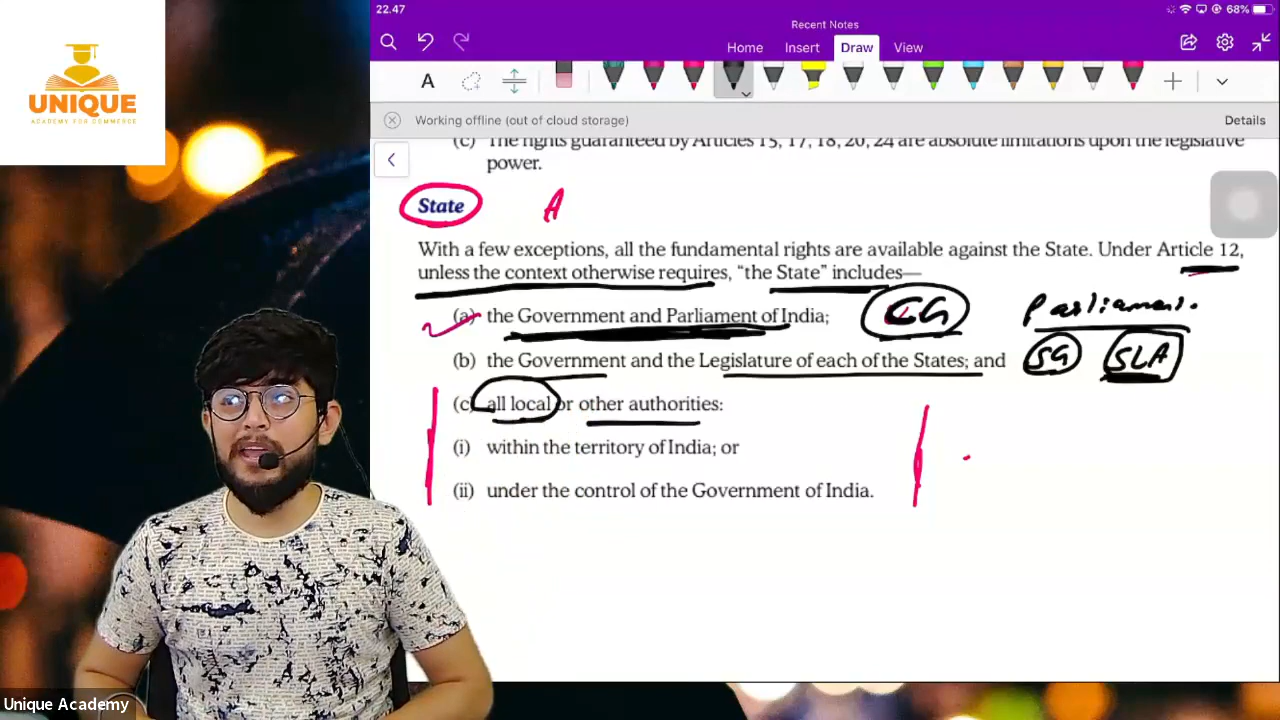 UNIQUE
ACADEMY FOR COMMERCE
22.47
68%
Recent Notes
Home Insert Draw View
A
Working offline (out of cloud storage)
Details
(c) The rights guaranteed by Articles 15, 17, 18, 20, 24 are absolute limitations upon the legislative
power.
State A
With a few exceptions, all the fundamental rights are available against the State. Under Article 12,
unless the context otherwise requires, “the State” includes—
(a) the Government and Parliament of India; CG Parliament.
(b) the Government and the Legislature of each of the States; and SG SLA
(c) all local or other authorities:
(i) within the territory of India; or
(ii) under the control of the Government of India.
Unique Academy